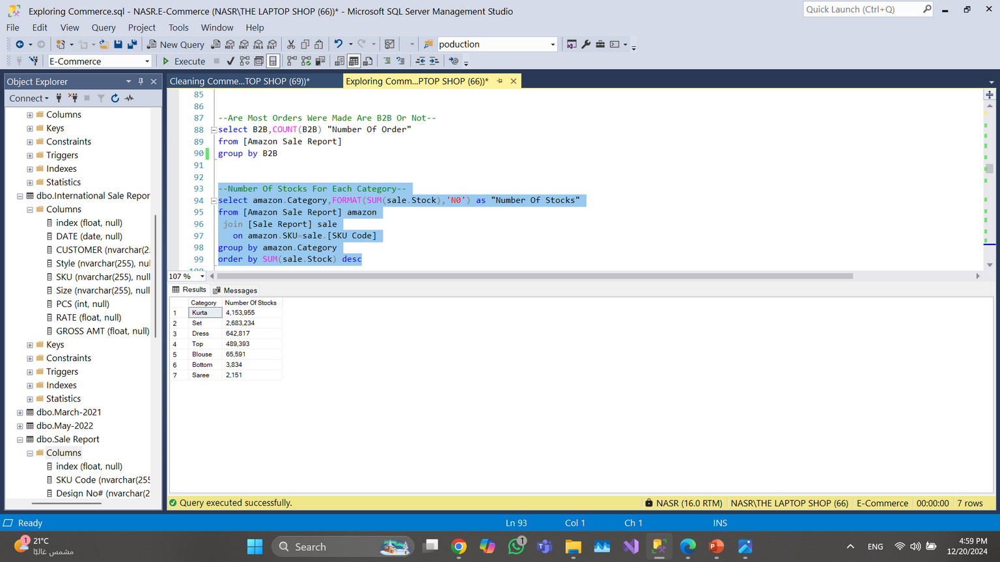 Exploring Commerce.sql - NASR.E-Commerce (NASR\THE LAPTOP SHOP (66))* - Microsoft SQL Server Management Studio
Quick Launch (Ctrl+Q)
File Edit View Query Project Tools Window Help
New Query
MDX DMX XMLA DAX
poduction
E-Commerce
Execute
Object Explorer
Cleaning Comme...TOP SHOP (69))*
Exploring Comm...PTOP SHOP (66))*
Connect
Columns
Keys
Constraints
Triggers
Indexes
Statistics
dbo.International Sale Repor
Columns
index (float, null)
DATE (date, null)
CUSTOMER (nvarchar(2
Style (nvarchar(255), nul
SKU (nvarchar(255), null
Size (nvarchar(255), null
PCS (int, null)
RATE (float, null)
GROSS AMT (float, null)
Keys
Constraints
Triggers
Indexes
Statistics
dbo.March-2021
dbo.May-2022
dbo.Sale Report
Columns
index (float, null)
SKU Code (nvarchar(255
Design No# (nvarchar(2
85
86
87 --Are Most Orders Were Made Are B2B Or Not--
88 select B2B,COUNT(B2B) "Number Of Order"
89 from [Amazon Sale Report]
90 group by B2B
91
92
93 --Number Of Stocks For Each Category--
94 select amazon.Category,FORMAT(SUM(sale.Stock),'N0') as "Number Of Stocks"
95 from [Amazon Sale Report] amazon
96 join [Sale Report] sale
97 on amazon.SKU=sale.[SKU Code]
98 group by amazon.Category
99 order by SUM(sale.Stock) desc
100
107 %
Results Messages
Category Number Of Stocks
1 Kurta 4,153,955
2 Set 2,683,234
3 Dress 642,817
4 Top 489,393
5 Blouse 65,591
6 Bottom 3,834
7 Saree 2,151
Query executed successfully.
NASR (16.0 RTM) NASR\THE LAPTOP SHOP (66) E-Commerce 00:00:00 7 rows
Ready
Ln 93 Col 1 Ch 1 INS
1
21°C
مشمس غالبًا
Search
1
ENG
4:59 PM
12/20/2024